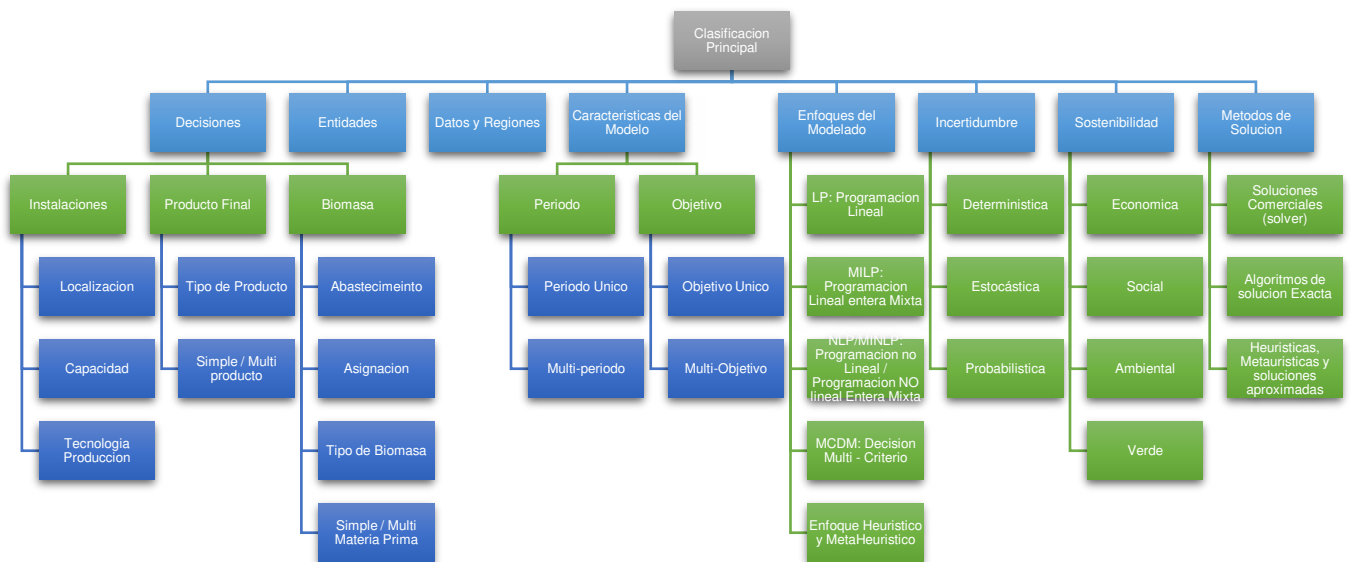 Clasificacion
Principal
Decisiones
Entidades
Datos y Regiones
Caracteristicas del
Modelo
Enfoques del
Modelado
Incertidumbre
Sostenibilidad
Metodos de
Solucion
Instalaciones
Producto Final
Biomasa
Periodo
Objetivo
LP: Programacion
Lineal
Deterministica
Economica
Soluciones
Comerciales
(solver)
Localizacion
Tipo de Producto
Abastecimeinto
Periodo Unico
Objetivo Unico
MILP:
Programacion
Lineal entera Mixta
Estocástica
Social
Algoritmos de
solucion Exacta
Capacidad
Simple / Multi
producto
Asignacion
Multi-periodo
Multi-Objetivo
NLP/MINLP:
Programacion no
Lineal /
Programacion NO
lineal Entera Mixta
Probabilistica
Ambiental
Heuristicas,
Metauristicas y
soluciones
aproximadas
Tecnologia
Produccion
Tipo de Biomasa
MCDM: Decision
Multi - Criterio
Verde
Simple / Multi
Materia Prima
Enfoque Heuristico
y MetaHeuristico